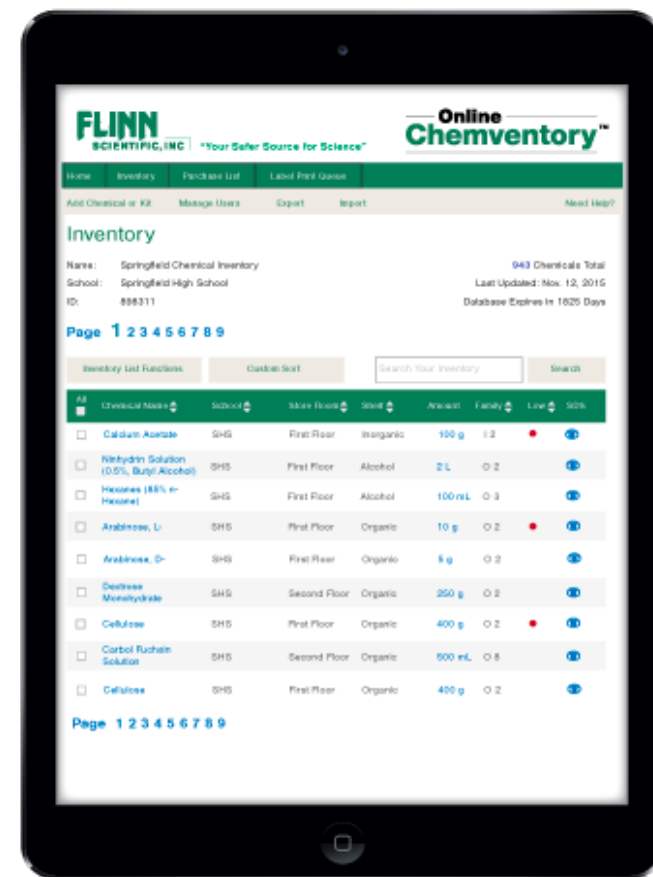 FLINN
SCIENTIFIC, INC "Your Safer Source for Science"
Online
Chemventory™
Home Inventory Purchase List Label Print Queue
Add Chemical or Kit Manage Users Export Import Need Help?
Inventory
Name: Springfield Chemical Inventory 943 Chemicals Total
School: Springfield High School Last Updated: Nov. 12, 2015
ID: 898311 Database Expires in 1825 Days
Page 1 2 3 4 5 6 7 8 9
Inventory List Functions Custom Sort Search Your Inventory Search
All Chemical Name School Store Room Shelf Amount Family Low SDS
Calcium Acetate SHS First Floor Inorganic 100 g I 2
Ninhydrin Solution
(0.5%, Butyl Alcohol) SHS First Floor Alcohol 2 L O 2
Hexanes (85% n-
Hexane) SHS First Floor Alcohol 100 mL O 3
Arabinose, L- SHS First Floor Organic 10 g O 2
Arabinose, D- SHS First Floor Organic 5 g O 2
Dextrose
Monohydrate SHS Second Floor Organic 250 g O 2
Cellulose SHS First Floor Organic 400 g O 2
Carbol Fuchsin
Solution SHS Second Floor Organic 500 mL O 8
Cellulose SHS First Floor Organic 400 g O 2
Page 1 2 3 4 5 6 7 8 9